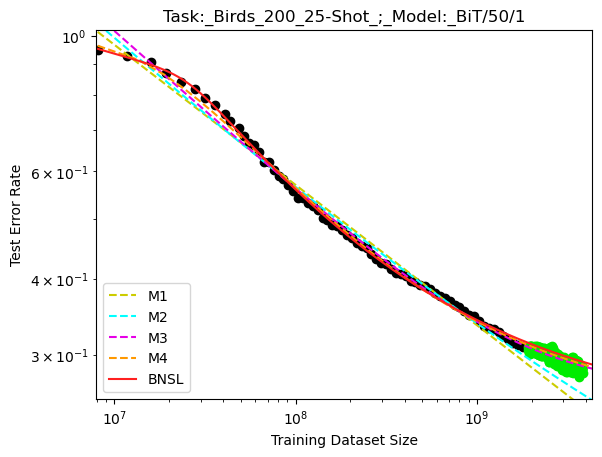 Task:_Birds_200_25-Shot_;_Model:_BiT/50/1
Test Error Rate
10⁰
6 × 10⁻¹
4 × 10⁻¹
3 × 10⁻¹
M1
M2
M3
M4
BNSL
10⁷
10⁸
10⁹
Training Dataset Size